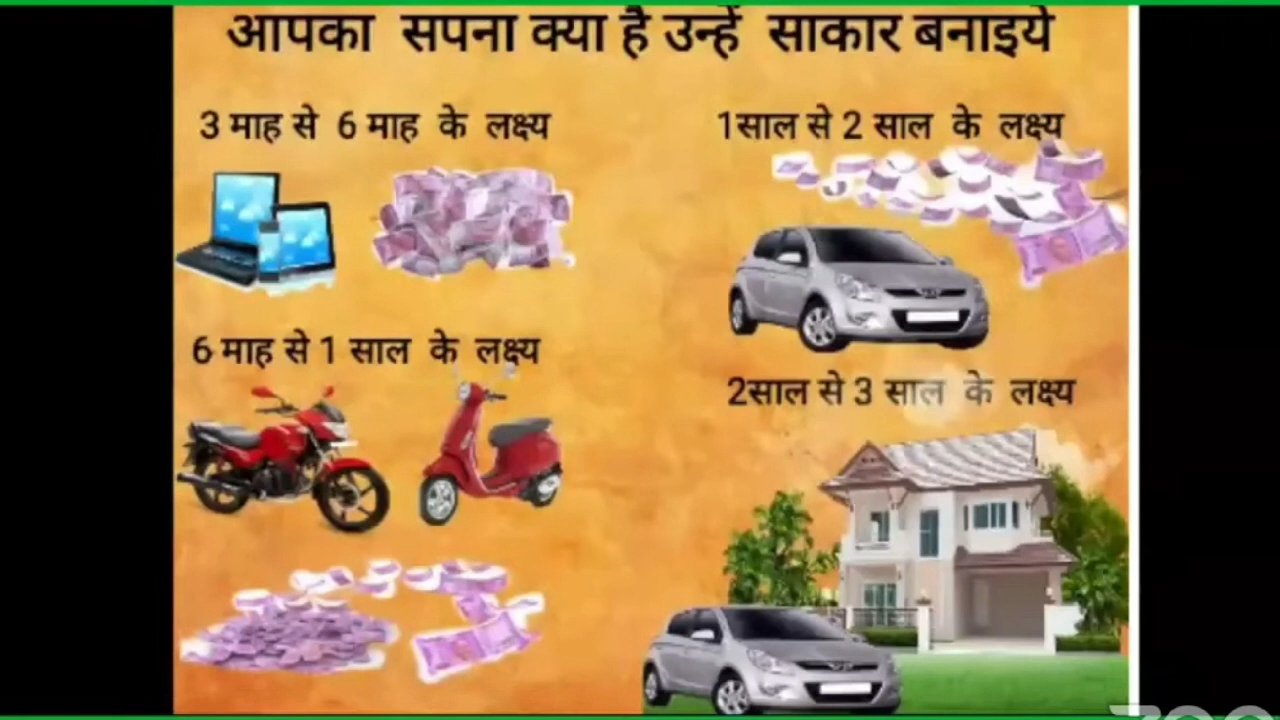 आपका सपना क्या है उन्हें साकार बनाइये
3 माह से 6 माह के लक्ष्य
1साल से 2 साल के लक्ष्य
6 माह से 1 साल के लक्ष्य
2साल से 3 साल के लक्ष्य